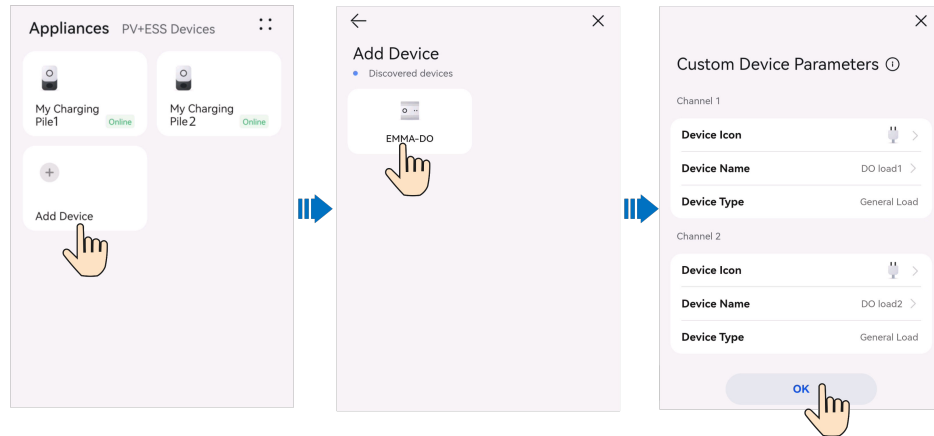 Appliances PV+ESS Devices
My Charging
Pile1
Online
My Charging
Pile 2
Online
Add Device
Add Device
Discovered devices
EMMA-DO
Custom Device Parameters
Channel 1
Device Icon
Device Name DO load1
Device Type General Load
Channel 2
Device Icon
Device Name DO load2
Device Type General Load
OK